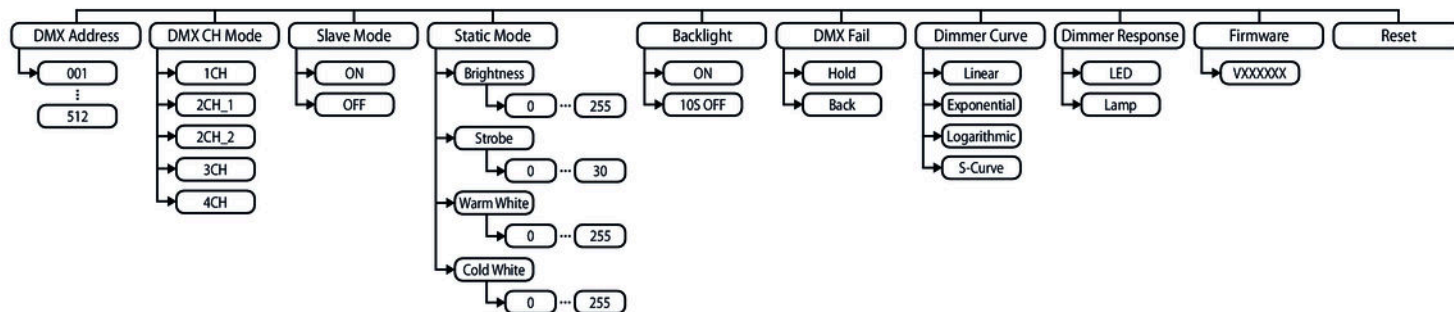 DMX Address
001
⋮
512
DMX CH Mode
1CH
2CH_1
2CH_2
3CH
4CH
Slave Mode
ON
OFF
Static Mode
Brightness
0 ... 255
Strobe
0 ... 30
Warm White
0 ... 255
Cold White
0 ... 255
Backlight
ON
10S OFF
DMX Fail
Hold
Back
Dimmer Curve
Linear
Exponential
Logarithmic
S-Curve
Dimmer Response
LED
Lamp
Firmware
VXXXXXX
Reset